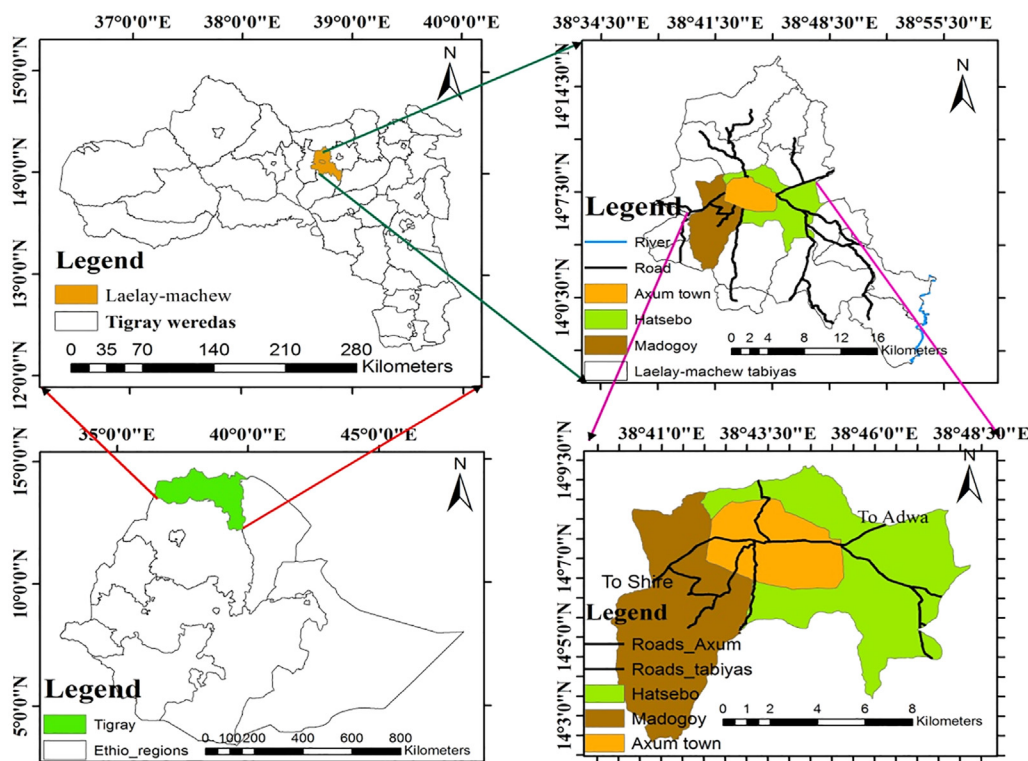 37°0'0"E 38°0'0"E 39°0'0"E 40°0'0"E
15°0'0"N
14°0'0"N
13°0'0"N
12°0'0"N
N
Legend
Laelay-machew
Tigray weredas
0 35 70 140 210 280
Kilometers
38°34'30"E 38°41'30"E 38°48'30"E 38°55'30"E
14°14'30"N
14°7'30"N
14°0'30"N
N
Legend
River
Road
Axum town
Hatsebo
Madogoy
Laelay-machew tabiyas
0 2 4 8 12 16
Kilometers
35°0'0"E 40°0'0"E 45°0'0"E
15°0'0"N
10°0'0"N
5°0'0"N
N
Legend
Tigray
Ethio_regions
0 100 200 400 600 800
Kilometers
38°41'0"E 38°43'30"E 38°46'0"E 38°48'30"E
14°9'30"N
14°7'0"N
14°5'0"N
14°3'0"N
N
To Adwa
To Shire
Legend
Roads_Axum
Roads_tabiyas
Hatsebo
Madogoy
Axum town
0 1 2 4 6 8
Kilometers